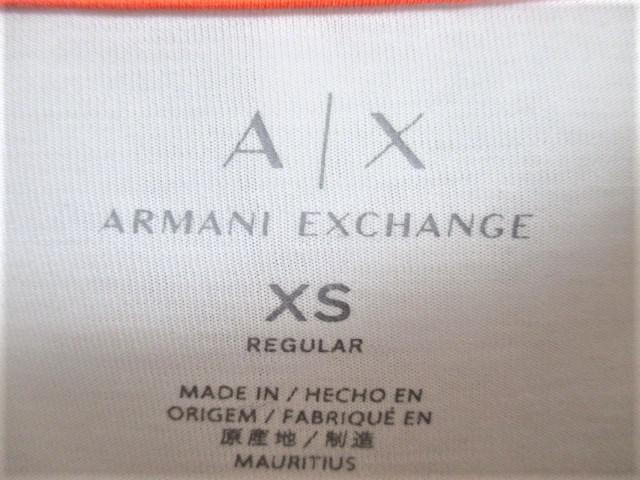 A|X
ARMANI EXCHANGE
XS
REGULAR
MADE IN / HECHO EN
ORIGEM / FABRIQUÉ EN
原産地 / 制造
MAURITIUS